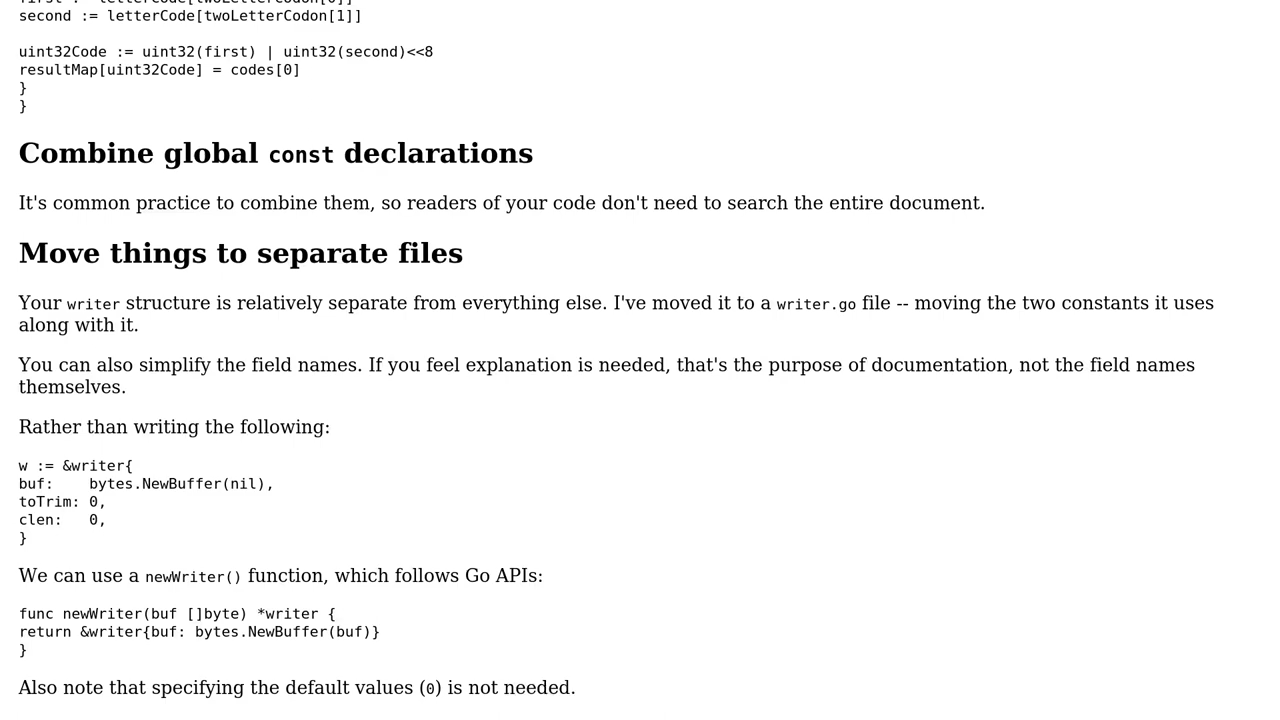 first := letterCode[twoLetterCodon[0]]
second := letterCode[twoLetterCodon[1]]
uint32Code := uint32(first) | uint32(second)<<8
resultMap[uint32Code] = codes[0]
}
}
Combine global const declarations
It's common practice to combine them, so readers of your code don't need to search the entire document.
Move things to separate files
Your writer structure is relatively separate from everything else. I've moved it to a writer.go file -- moving the two constants it uses
along with it.
You can also simplify the field names. If you feel explanation is needed, that's the purpose of documentation, not the field names
themselves.
Rather than writing the following:
w := &writer{
buf:    bytes.NewBuffer(nil),
toTrim: 0,
clen:   0,
}
We can use a newWriter() function, which follows Go APIs:
func newWriter(buf []byte) *writer {
return &writer{buf: bytes.NewBuffer(buf)}
}
Also note that specifying the default values (0) is not needed.